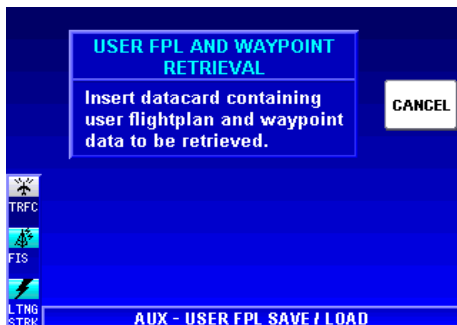 USER FPL AND WAYPOINT
RETRIEVAL
Insert datacard containing
user flightplan and waypoint
data to be retrieved.
CANCEL
TRFC
FIS
LTNG
STRK
AUX - USER FPL SAVE / LOAD